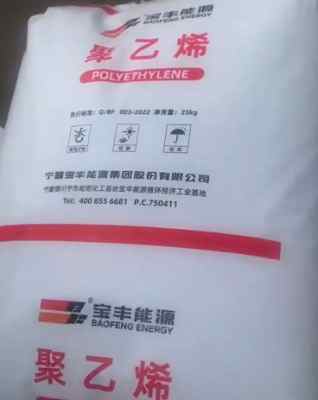 宝丰能源
BAOFENG ENERGY
聚乙烯
POLYETHYLENE
执行标准: Q/BF 003-2022 净含量: 25kg
宁夏宝丰能源集团股份有限公司
Tel: 400 855 6681 P.C.750411
宝丰能源
BAOFENG ENERGY
聚乙烯